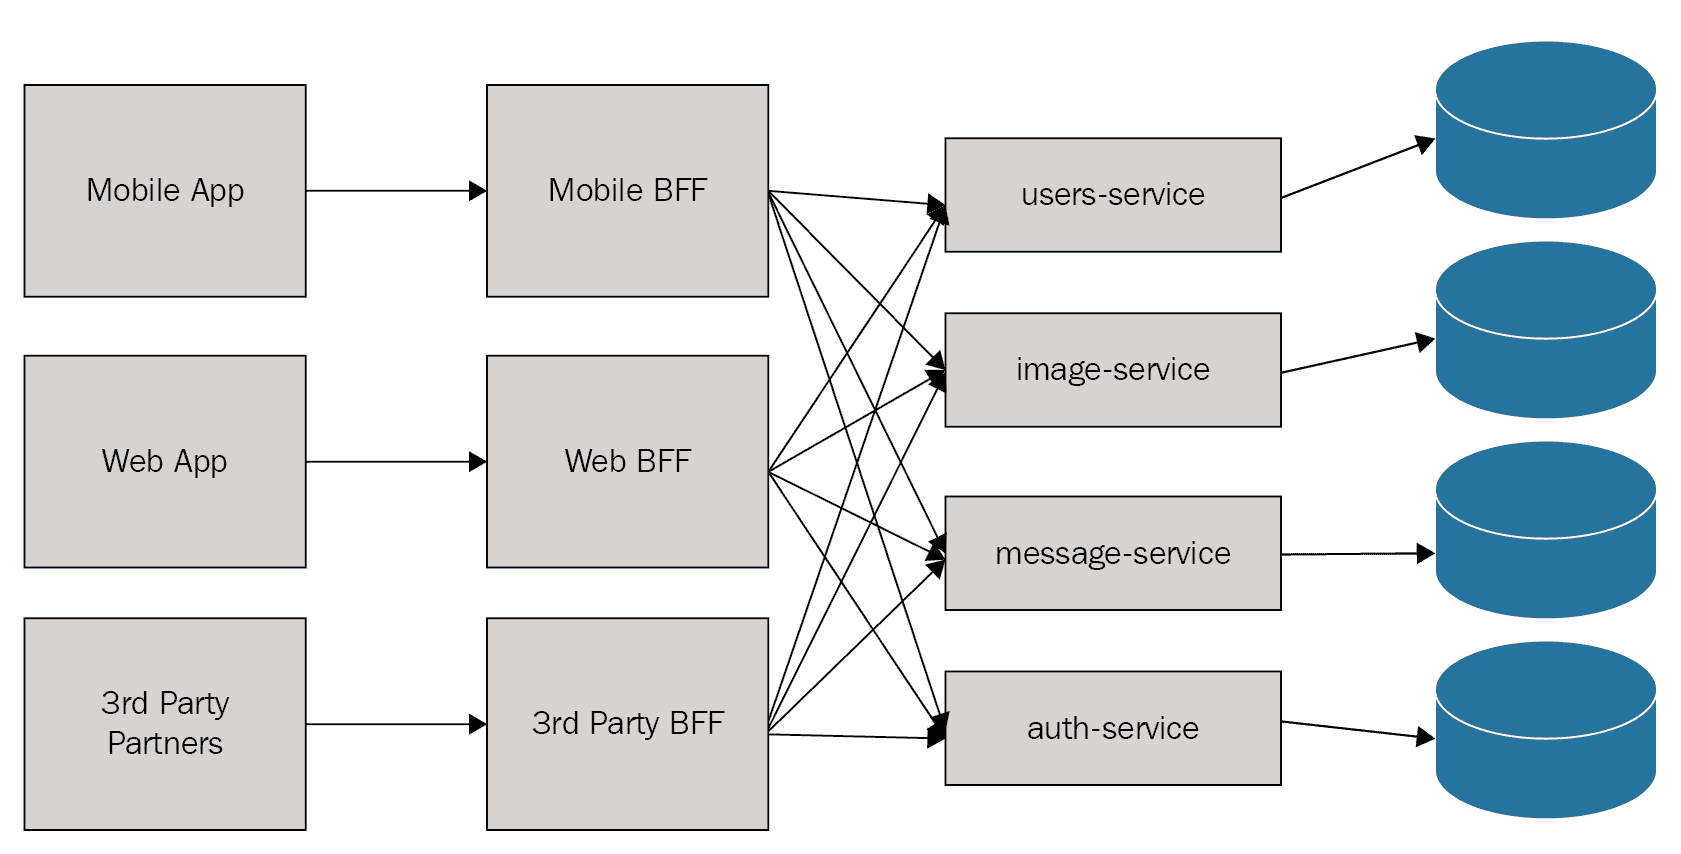 Mobile App
Mobile BFF
users-service
image-service
Web App
Web BFF
message-service
3rd Party
Partners
3rd Party BFF
auth-service